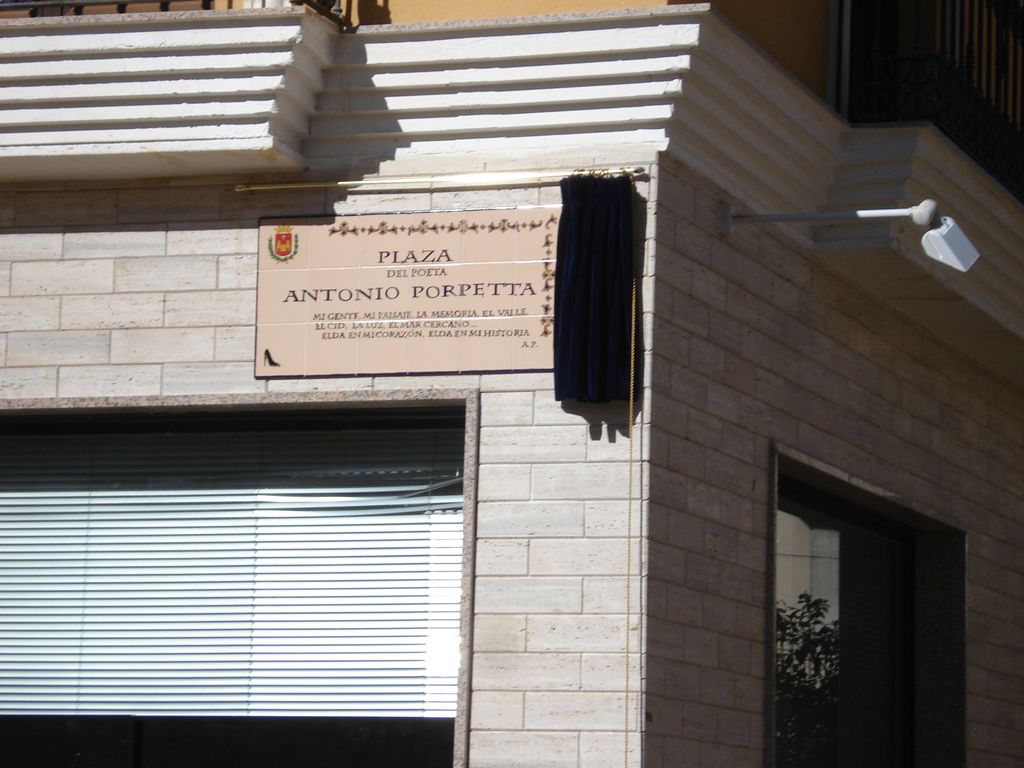 PLAZA
DEL POETA
ANTONIO PORPETTA
MI GENTE, MI PAISAJE, LA MEMORIA, EL VALLE,
EL CID, LA LUZ, EL MAR CERCANO...
ELDA EN MI CORAZÓN, ELDA EN MI HISTORIA
A.P.